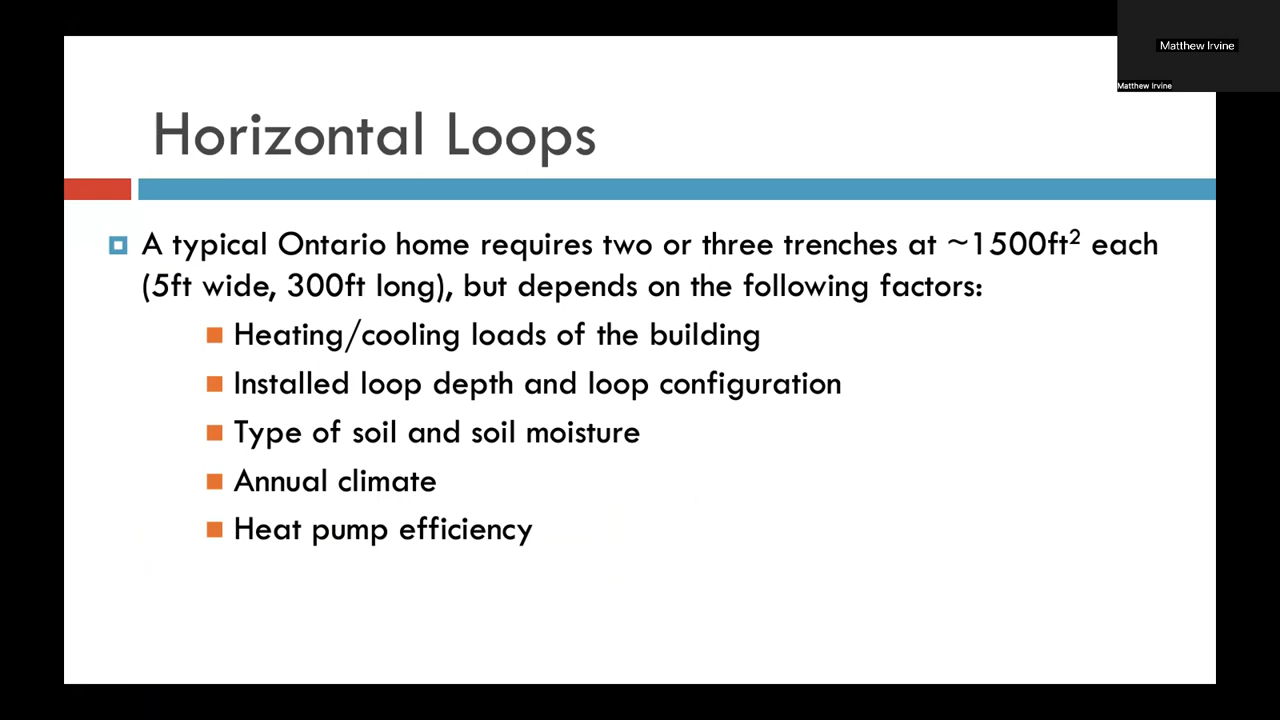 Matthew Irvine
Matthew Irvine
Horizontal Loops
A typical Ontario home requires two or three trenches at ~1500ft² each
(5ft wide, 300ft long), but depends on the following factors:
Heating/cooling loads of the building
Installed loop depth and loop configuration
Type of soil and soil moisture
Annual climate
Heat pump efficiency